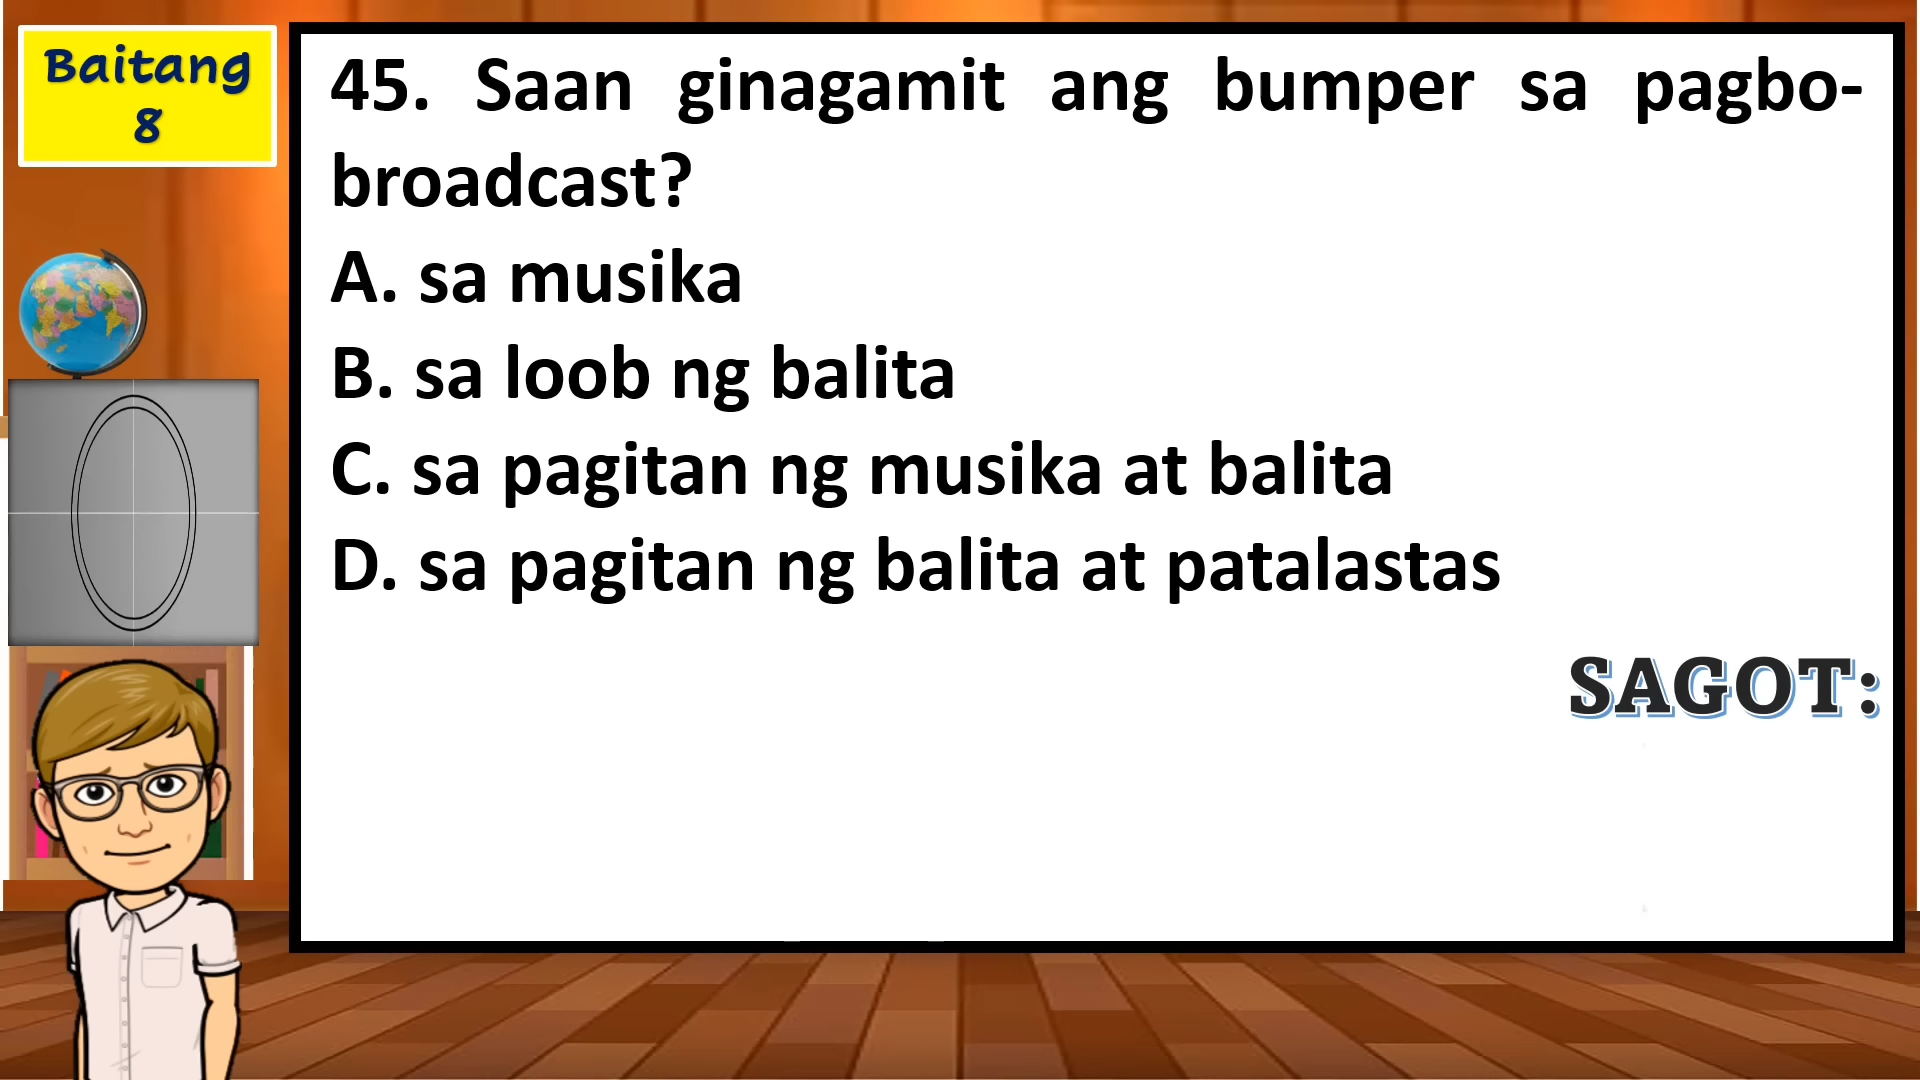 Baitang
8
45. Saan ginagamit ang bumper sa pagbo-
broadcast?
A. sa musika
B. sa loob ng balita
C. sa pagitan ng musika at balita
D. sa pagitan ng balita at patalastas
SAGOT: